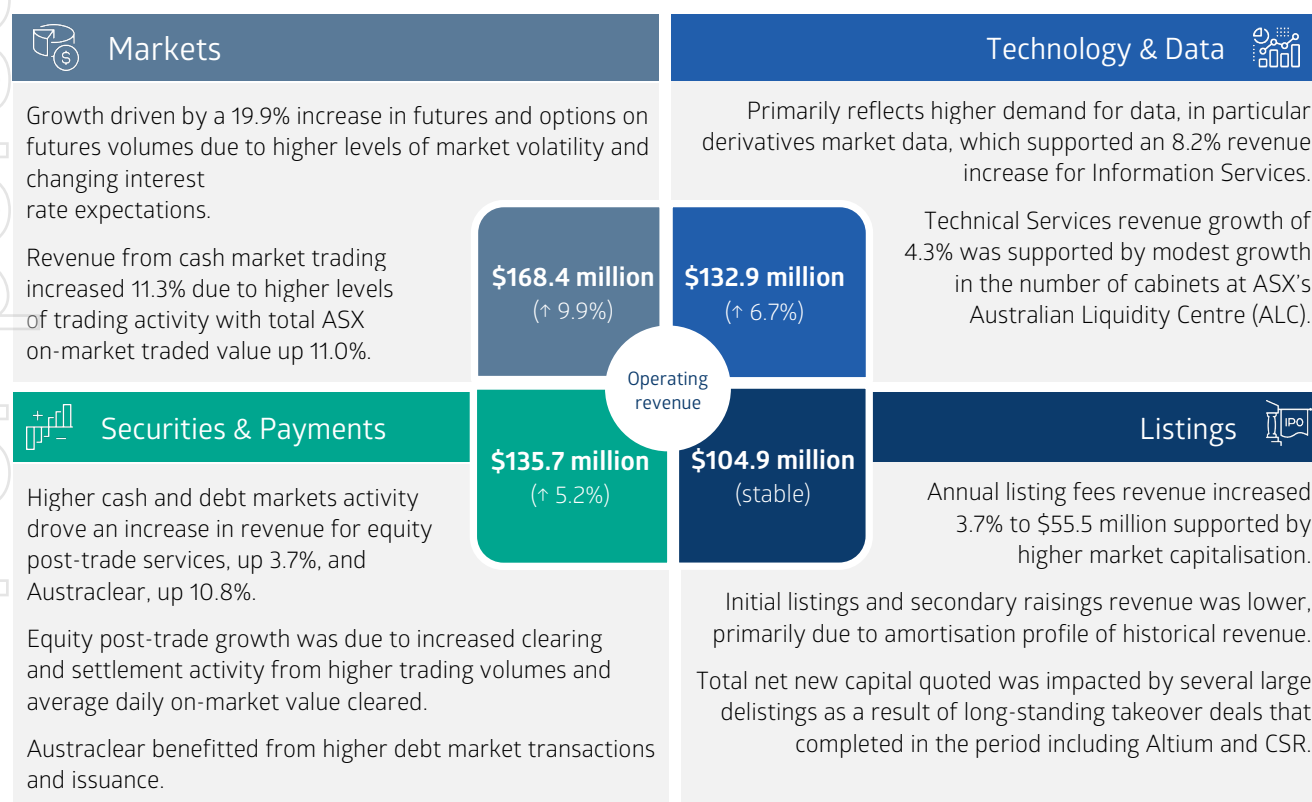 Markets
Growth driven by a 19.9% increase in futures and options on
futures volumes due to higher levels of market volatility and
changing interest
rate expectations.
Revenue from cash market trading
increased 11.3% due to higher levels
of trading activity with total ASX
on-market traded value up 11.0%.
$168.4 million
(↑ 9.9%)
Technology & Data
Primarily reflects higher demand for data, in particular
derivatives market data, which supported an 8.2% revenue
increase for Information Services.
Technical Services revenue growth of
4.3% was supported by modest growth
in the number of cabinets at ASX’s
Australian Liquidity Centre (ALC).
$132.9 million
(↑ 6.7%)
Operating
revenue
Securities & Payments
Higher cash and debt markets activity
drove an increase in revenue for equity
post-trade services, up 3.7%, and
Austraclear, up 10.8%.
Equity post-trade growth was due to increased clearing
and settlement activity from higher trading volumes and
average daily on-market value cleared.
Austraclear benefitted from higher debt market transactions
and issuance.
$135.7 million
(↑ 5.2%)
Listings
IPO
$104.9 million
(stable)
Annual listing fees revenue increased
3.7% to $55.5 million supported by
higher market capitalisation.
Initial listings and secondary raisings revenue was lower,
primarily due to amortisation profile of historical revenue.
Total net new capital quoted was impacted by several large
delistings as a result of long-standing takeover deals that
completed in the period including Altium and CSR.